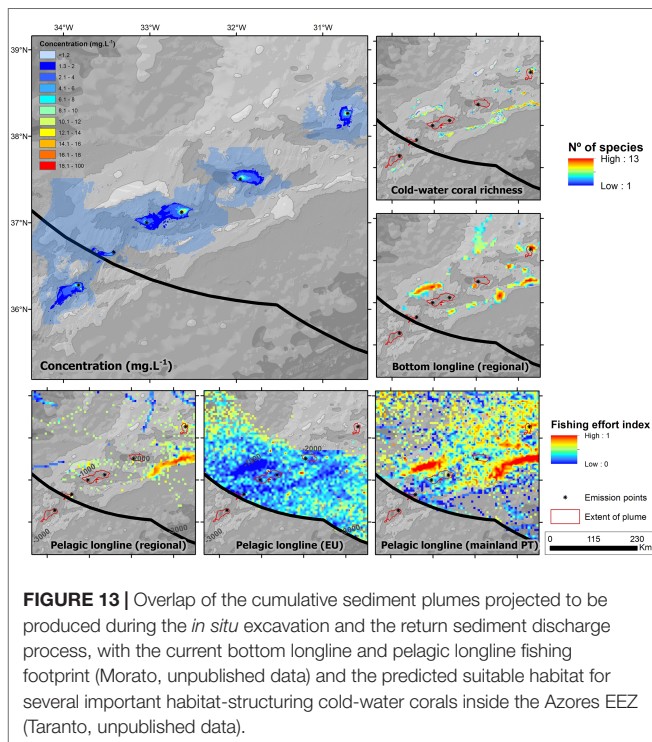 34°W 33°W 32°W 31°W
39°N
38°N
37°N
36°N
Concentration (mg.L-1)
<1.2
1.3 - 2
2.1 - 4
4.1 - 6
6.1 - 8
8.1 - 10
10.1 - 12
12.1 - 14
14.1 - 16
16.1 - 18
18.1 - 100
Concentration (mg.L-1)
Cold-water coral richness
Nº of species
High : 13
Low : 1
Bottom longline (regional)
-1000
-2000
-3000
Pelagic longline (regional)
-1000
-2000
-3000
Pelagic longline (EU)
Pelagic longline (mainland PT)
Fishing effort index
High : 1
Low : 0
Emission points
Extent of plume
0 115 230
Km
FIGURE 13 | Overlap of the cumulative sediment plumes projected to be
produced during the in situ excavation and the return sediment discharge
process, with the current bottom longline and pelagic longline fishing
footprint (Morato, unpublished data) and the predicted suitable habitat for
several important habitat-structuring cold-water corals inside the Azores EEZ
(Taranto, unpublished data).